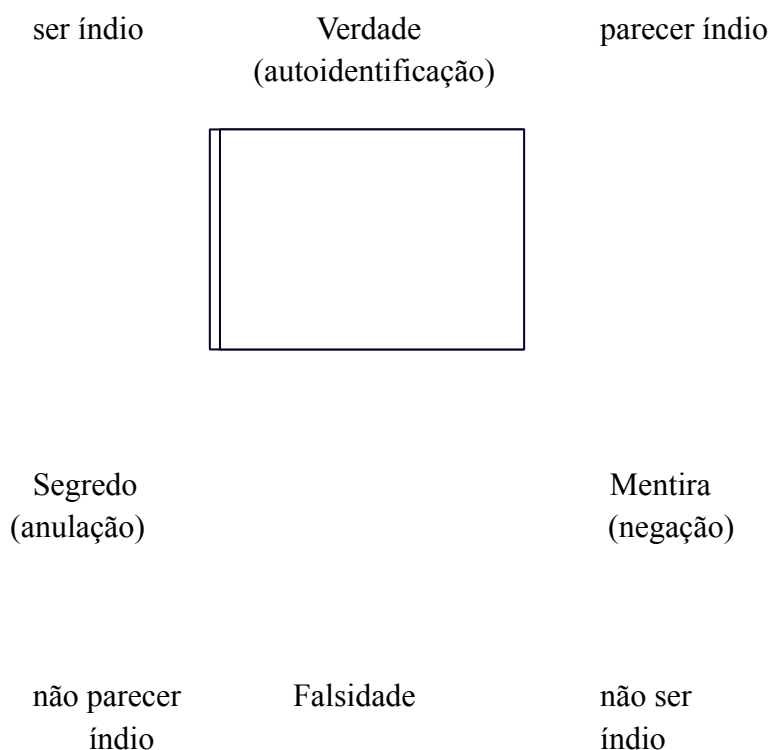 ser índio Verdade parecer índio
(autoidentificação)
Segredo Mentira
(anulação) (negação)
não parecer Falsidade não ser
índio índio